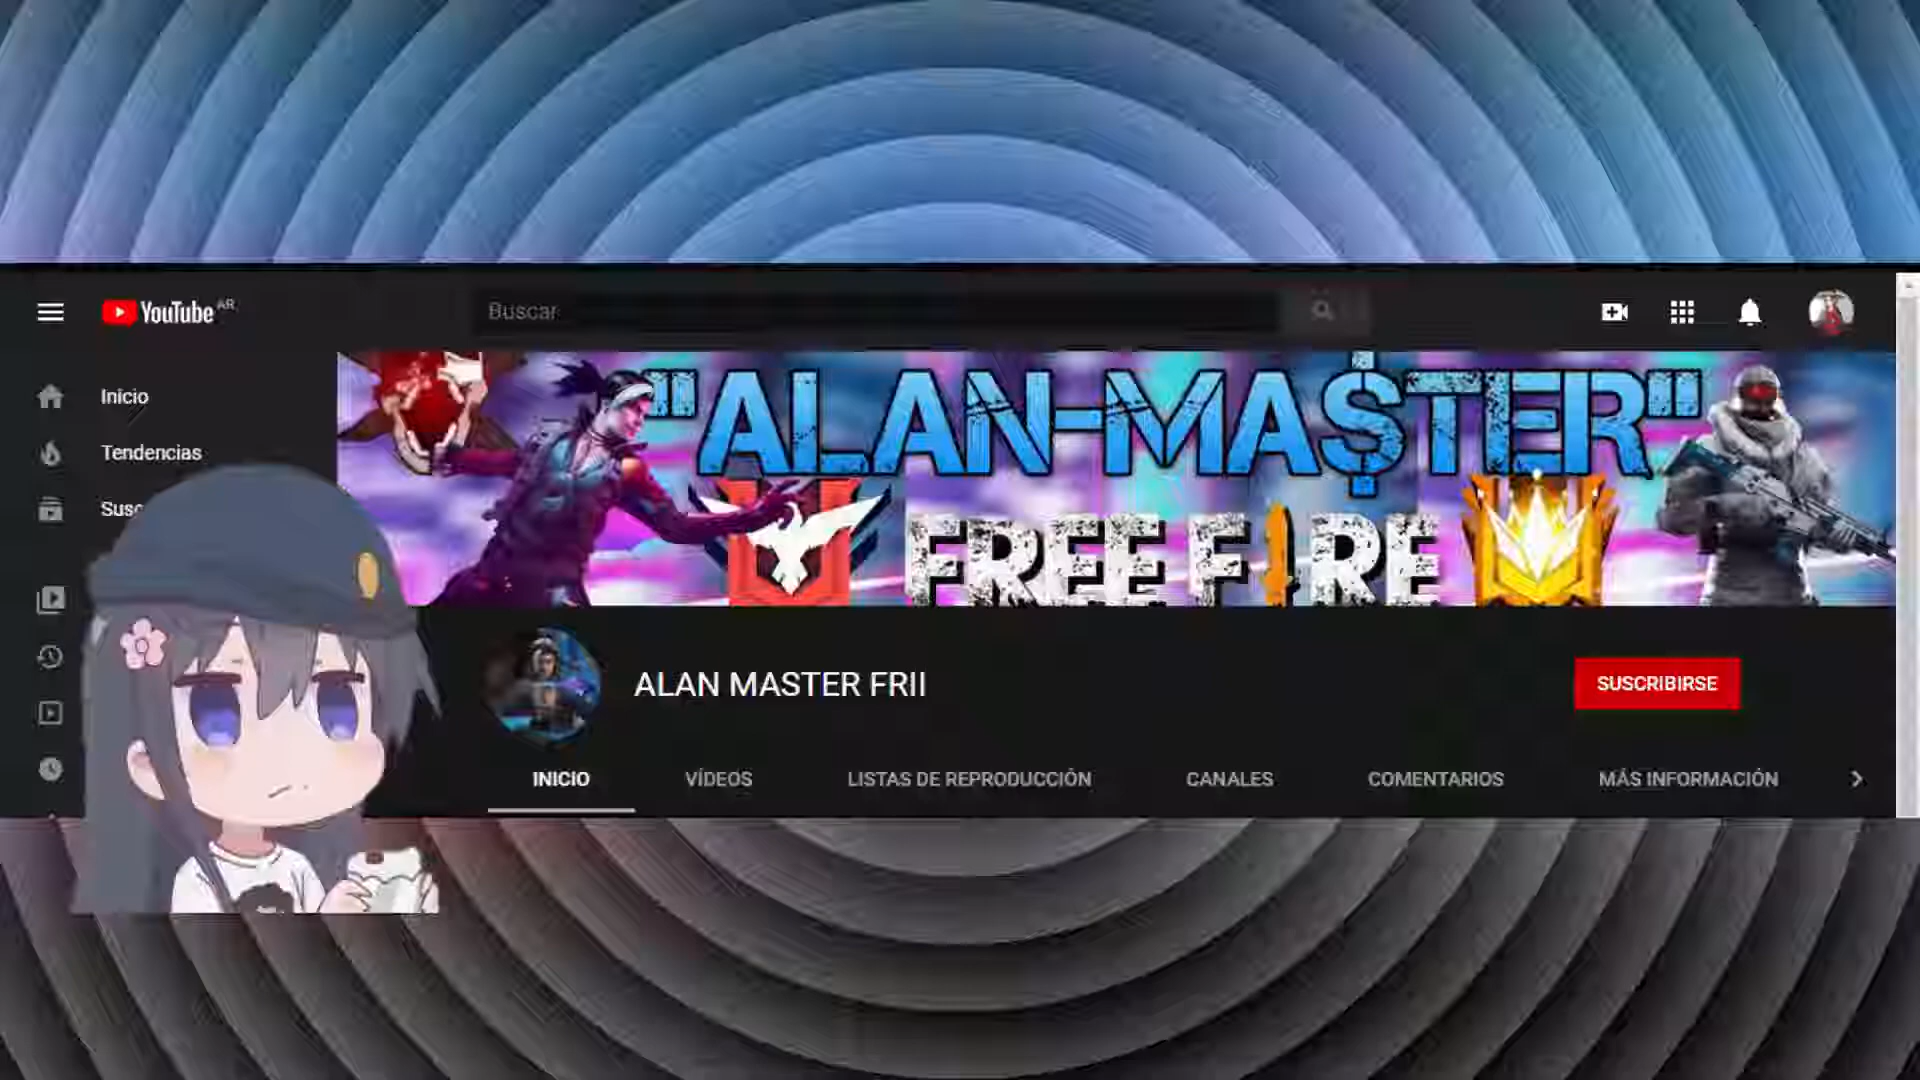 YouTube AR
Buscar
Inicio
Tendencias
Susc
"ALAN-MA$TER"
FREE FIRE
ALAN MASTER FRII
SUSCRIBIRSE
INICIO VÍDEOS LISTAS DE REPRODUCCIÓN CANALES COMENTARIOS MÁS INFORMACIÓN